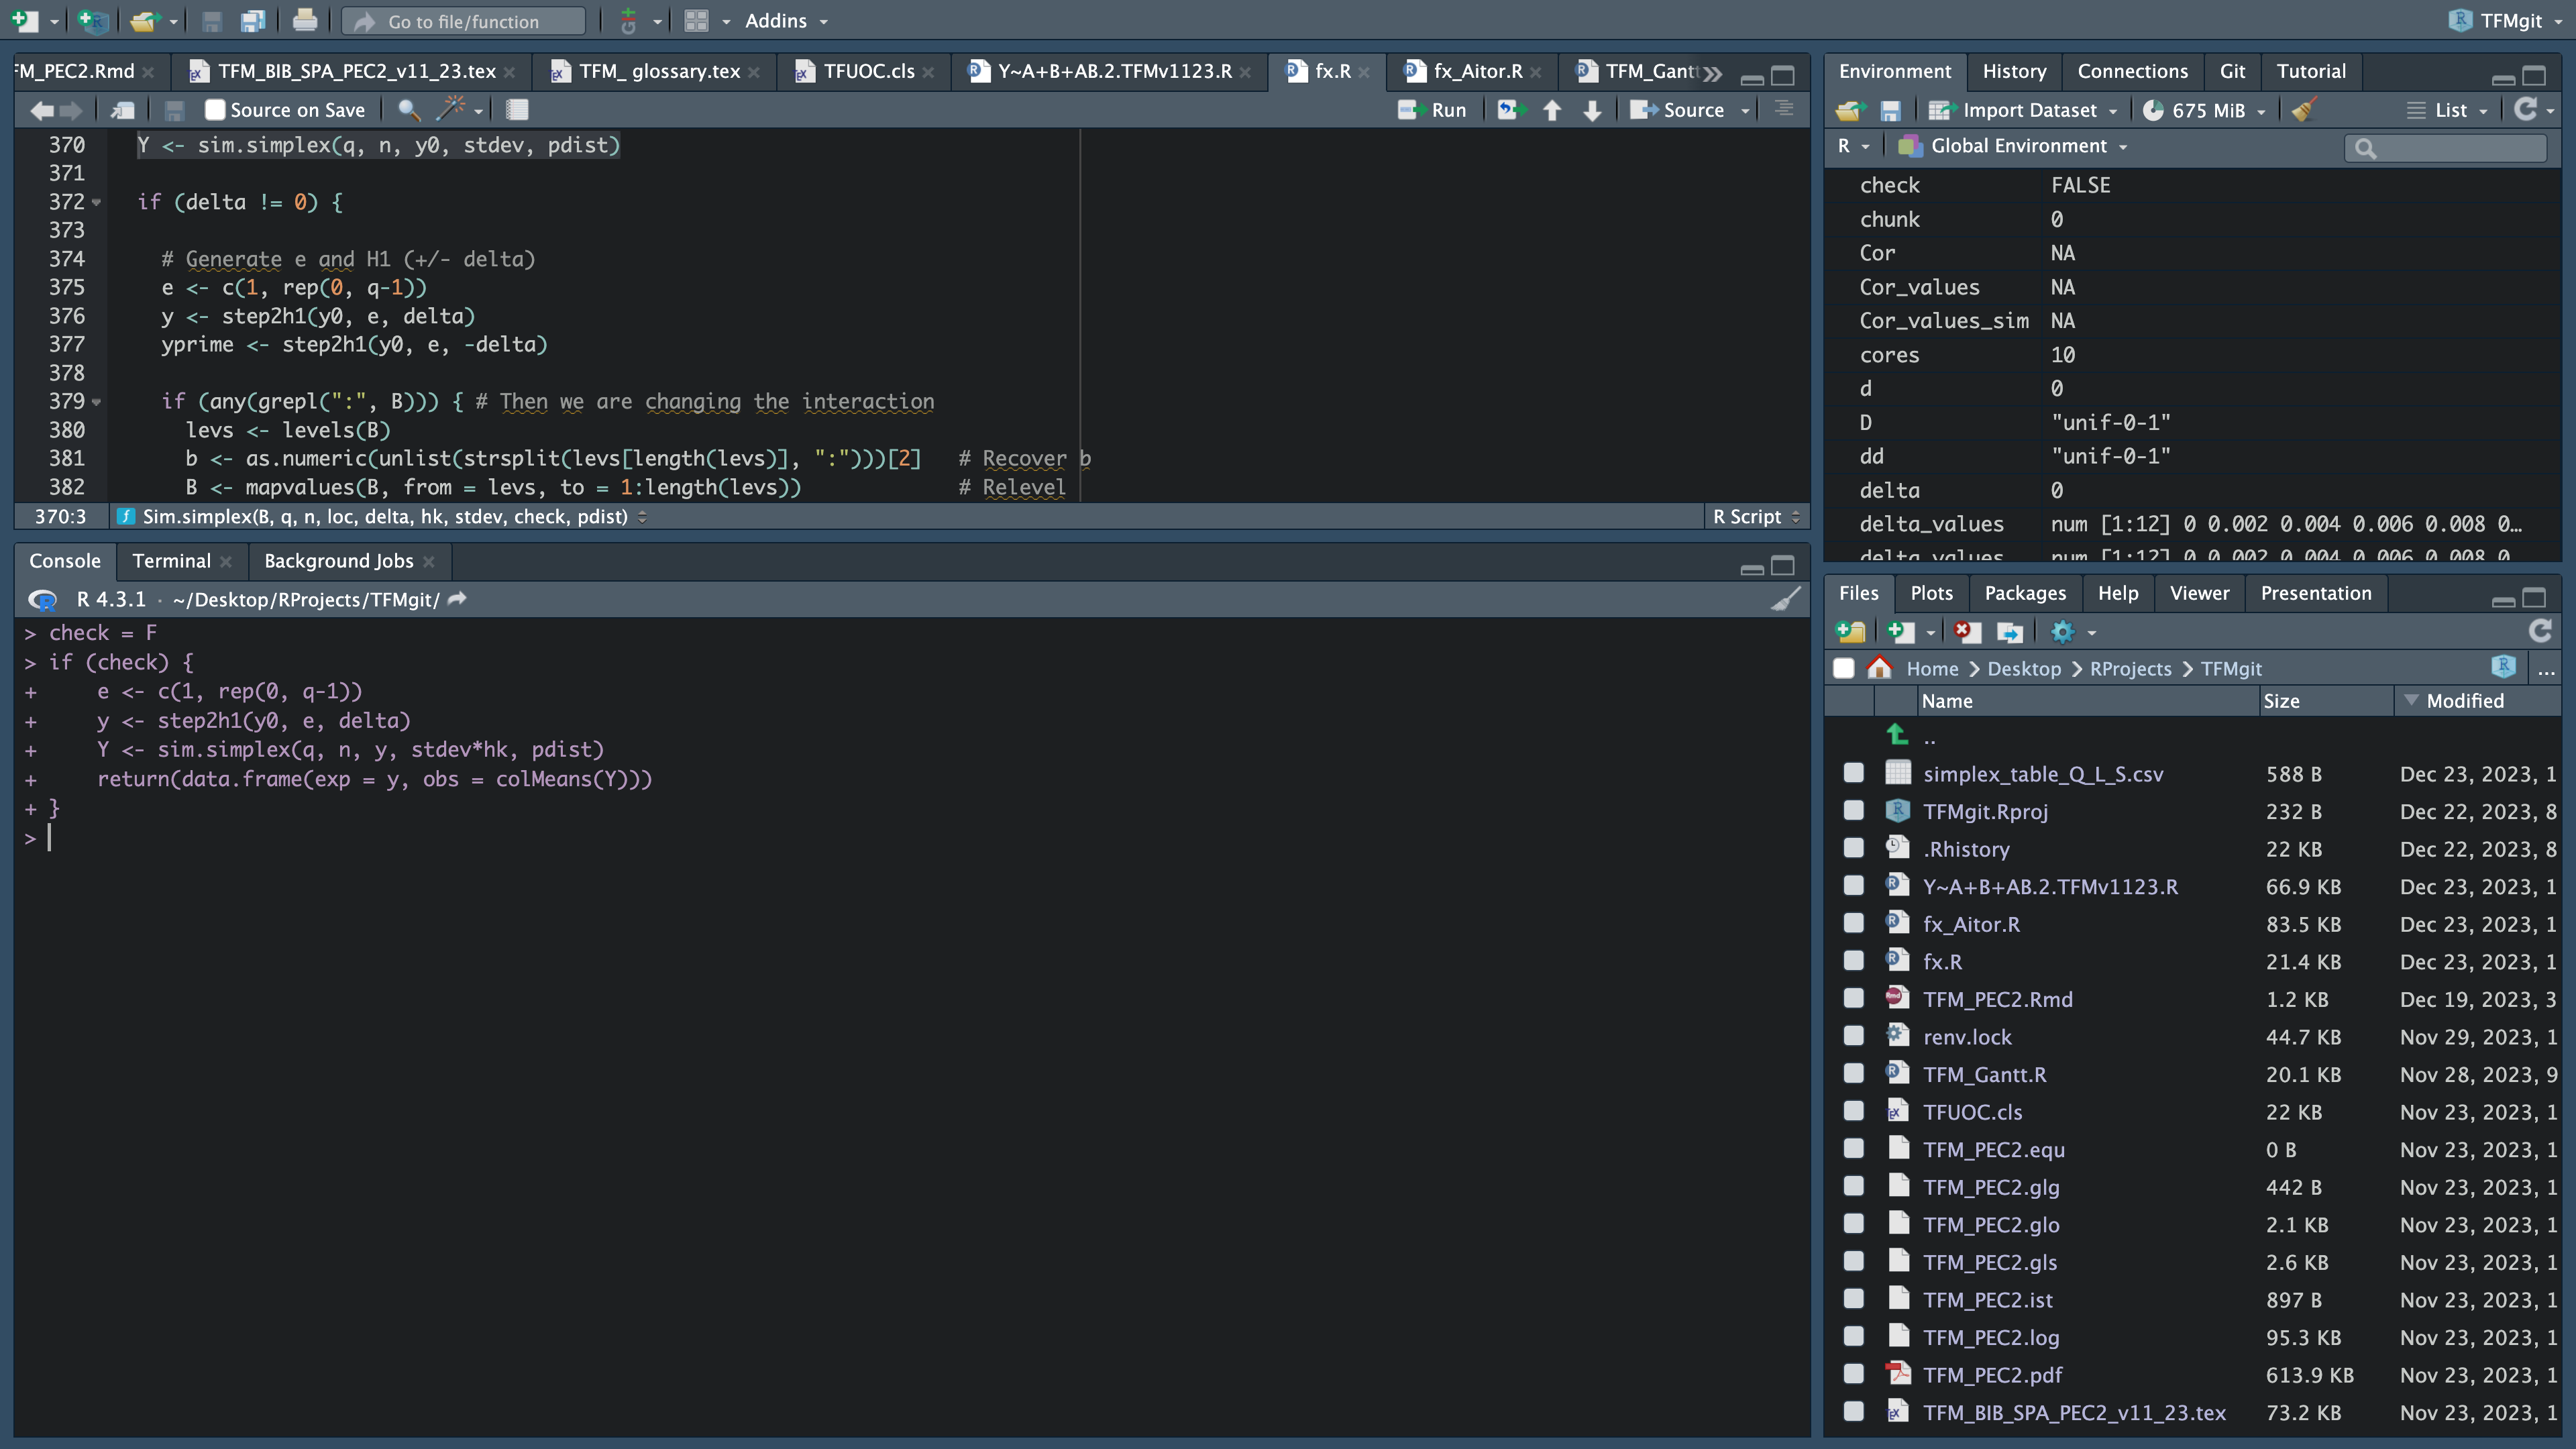 Go to file/function
Addins
TFMgit
FM_PEC2.Rmd
TFM_BIB_SPA_PEC2_v11_23.tex
TFM_ glossary.tex
TFUOC.cls
Y~A+B+AB.2.TFMv1123.R
fx.R
fx_Aitor.R
TFM_Gantt
Source on Save
Run
Source
370 Y <- sim.simplex(q, n, y0, stdev, pdist)
371
372 if (delta != 0) {
373
374 # Generate e and H1 (+/- delta)
375 e <- c(1, rep(0, q-1))
376 y <- step2h1(y0, e, delta)
377 yprime <- step2h1(y0, e, -delta)
378
379 if (any(grepl(":", B))) { # Then we are changing the interaction
380 levs <- levels(B)
381 b <- as.numeric(unlist(strsplit(levs[length(levs)], ":")))[2] # Recover b
382 B <- mapvalues(B, from = levs, to = 1:length(levs)) # Relevel
370:3 Sim.simplex(B, q, n, loc, delta, hk, stdev, check, pdist) R Script
Console Terminal Background Jobs
R 4.3.1 · ~/Desktop/RProjects/TFMgit/
> check = F
> if (check) {
+ e <- c(1, rep(0, q-1))
+ y <- step2h1(y0, e, delta)
+ Y <- sim.simplex(q, n, y, stdev*hk, pdist)
+ return(data.frame(exp = y, obs = colMeans(Y)))
+ }
>
Environment History Connections Git Tutorial
Import Dataset 675 MiB List
R Global Environment
check FALSE
chunk 0
Cor NA
Cor_values NA
Cor_values_sim NA
cores 10
d 0
D "unif-0-1"
dd "unif-0-1"
delta 0
delta_values num [1:12] 0 0.002 0.004 0.006 0.008 0…
delta_values num [1:12] 0 0.002 0.004 0.006 0.008 0
Files Plots Packages Help Viewer Presentation
Home Desktop RProjects TFMgit ...
Name Size Modified
..
simplex_table_Q_L_S.csv 588 B Dec 23, 2023, 1
TFMgit.Rproj 232 B Dec 22, 2023, 8
.Rhistory 22 KB Dec 22, 2023, 8
Y~A+B+AB.2.TFMv1123.R 66.9 KB Dec 23, 2023, 1
fx_Aitor.R 83.5 KB Dec 23, 2023, 1
fx.R 21.4 KB Dec 23, 2023, 1
TFM_PEC2.Rmd 1.2 KB Dec 19, 2023, 3
renv.lock 44.7 KB Nov 29, 2023, 1
TFM_Gantt.R 20.1 KB Nov 28, 2023, 9
TFUOC.cls 22 KB Nov 23, 2023, 1
TFM_PEC2.equ 0 B Nov 23, 2023, 1
TFM_PEC2.glg 442 B Nov 23, 2023, 1
TFM_PEC2.glo 2.1 KB Nov 23, 2023, 1
TFM_PEC2.gls 2.6 KB Nov 23, 2023, 1
TFM_PEC2.ist 897 B Nov 23, 2023, 1
TFM_PEC2.log 95.3 KB Nov 23, 2023, 1
TFM_PEC2.pdf 613.9 KB Nov 23, 2023, 1
TFM_BIB_SPA_PEC2_v11_23.tex 73.2 KB Nov 23, 2023, 1